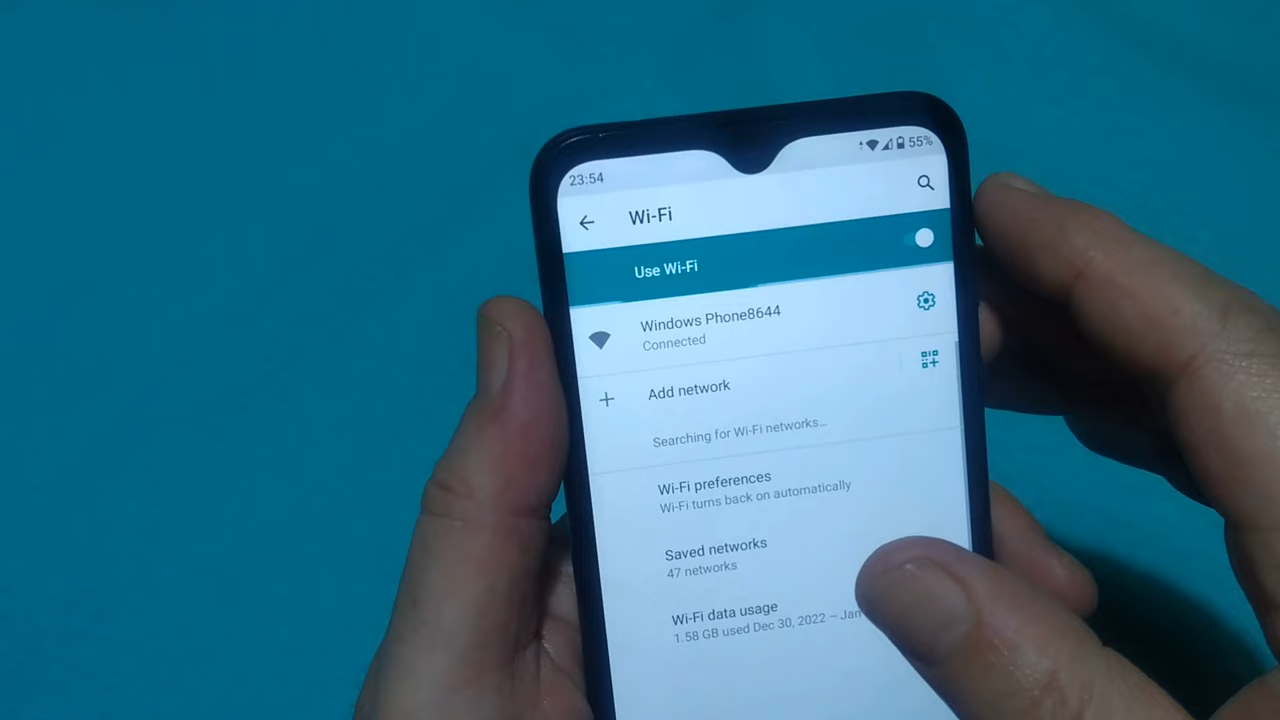 23:54
55%
Wi-Fi
Use Wi-Fi
Windows Phone8644
Connected
Add network
Searching for Wi-Fi networks...
Wi-Fi preferences
Wi-Fi turns back on automatically
Saved networks
47 networks
Wi-Fi data usage
1.58 GB used Dec 30, 2022 – Jan